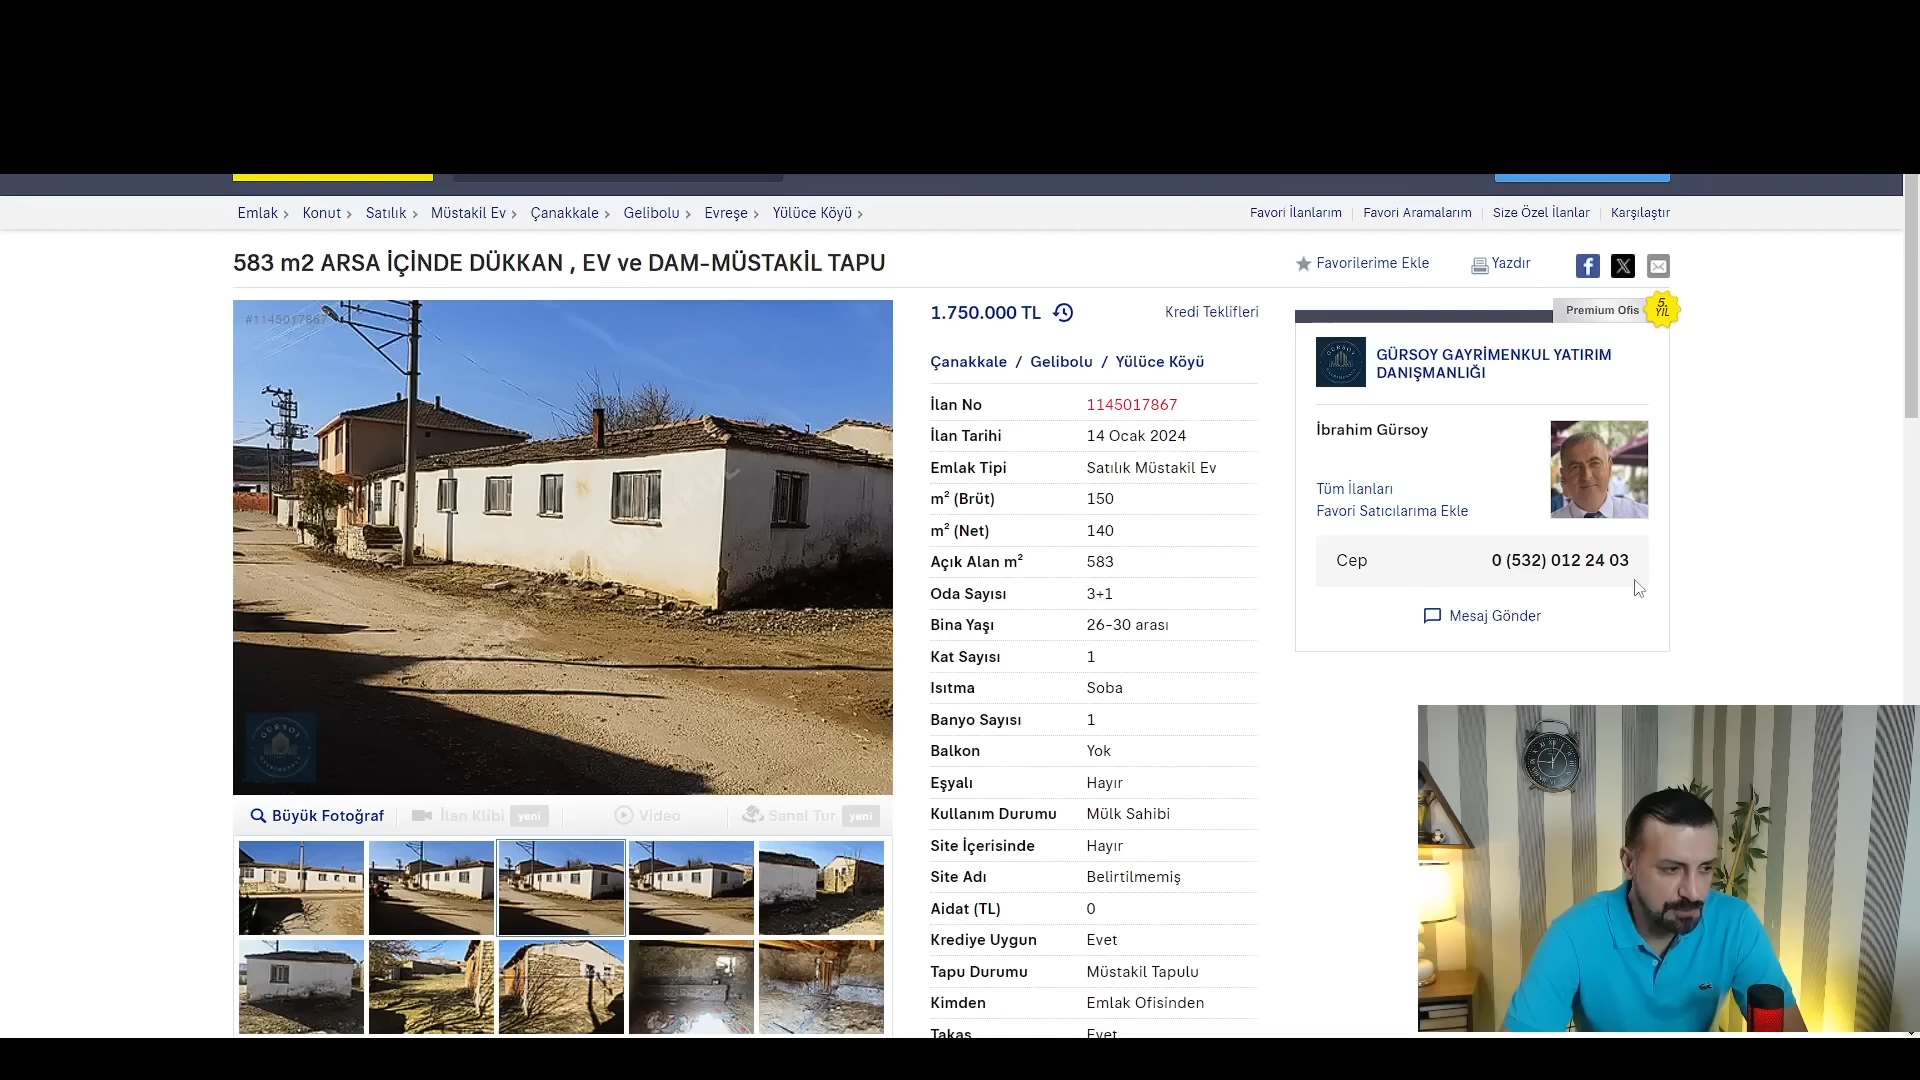 Emlak > Konut > Satılık > Müstakil Ev > Çanakkale > Gelibolu > Evreşe > Yülüce Köyü >
Favori İlanlarım | Favori Aramalarım | Size Özel İlanlar | Karşılaştır
583 m2 ARSA İÇİNDE DÜKKAN , EV ve DAM-MÜSTAKİL TAPU
Favorilerime Ekle
Yazdır
#1145017867
GÜRSOY
Büyük Fotoğraf
İlan Klibi yeni
Video
Sanal Tur yeni
1.750.000 TL
Kredi Teklifleri
Çanakkale / Gelibolu / Yülüce Köyü
İlan No 1145017867
İlan Tarihi 14 Ocak 2024
Emlak Tipi Satılık Müstakil Ev
m² (Brüt) 150
m² (Net) 140
Açık Alan m² 583
Oda Sayısı 3+1
Bina Yaşı 26-30 arası
Kat Sayısı 1
Isıtma Soba
Banyo Sayısı 1
Balkon Yok
Eşyalı Hayır
Kullanım Durumu Mülk Sahibi
Site İçerisinde Hayır
Site Adı Belirtilmemiş
Aidat (TL) 0
Krediye Uygun Evet
Tapu Durumu Müstakil Tapulu
Kimden Emlak Ofisinden
Takas Evet
Premium Ofis
5.
YIL
GÜRSOY GAYRİMENKUL YATIRIM
DANIŞMANLIĞI
İbrahim Gürsoy
Tüm İlanları
Favori Satıcılarıma Ekle
Cep 0 (532) 012 24 03
Mesaj Gönder